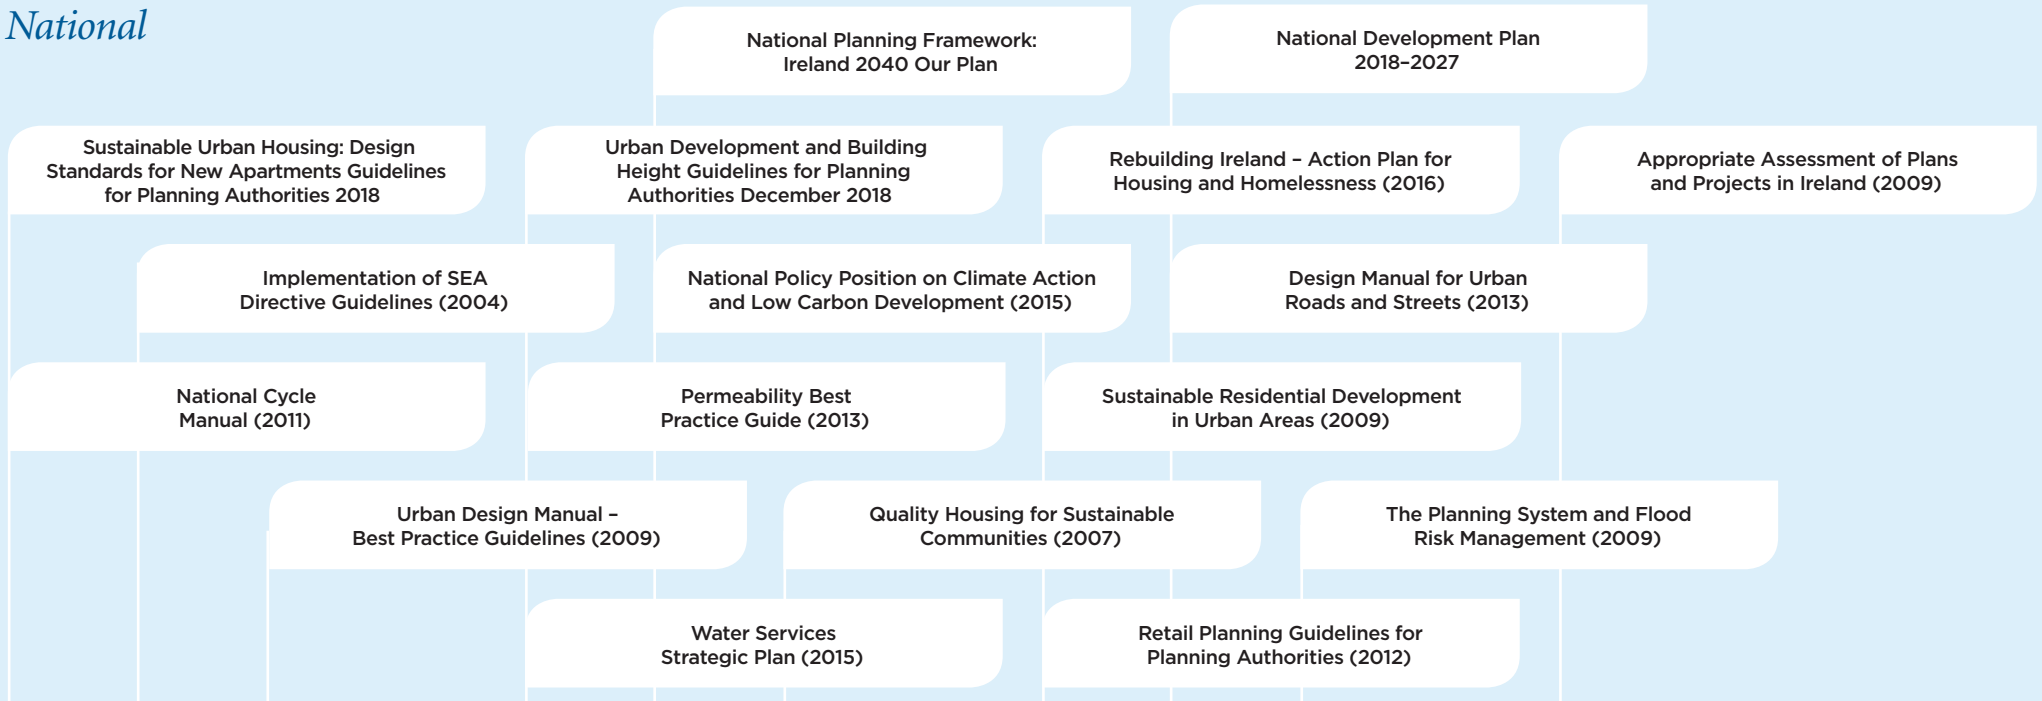 National
National Planning Framework:
Ireland 2040 Our Plan
National Development Plan
2018–2027
Sustainable Urban Housing: Design
Standards for New Apartments Guidelines
for Planning Authorities 2018
Urban Development and Building
Height Guidelines for Planning
Authorities December 2018
Rebuilding Ireland – Action Plan for
Housing and Homelessness (2016)
Appropriate Assessment of Plans
and Projects in Ireland (2009)
Implementation of SEA
Directive Guidelines (2004)
National Policy Position on Climate Action
and Low Carbon Development (2015)
Design Manual for Urban
Roads and Streets (2013)
National Cycle
Manual (2011)
Permeability Best
Practice Guide (2013)
Sustainable Residential Development
in Urban Areas (2009)
Urban Design Manual –
Best Practice Guidelines (2009)
Quality Housing for Sustainable
Communities (2007)
The Planning System and Flood
Risk Management (2009)
Water Services
Strategic Plan (2015)
Retail Planning Guidelines for
Planning Authorities (2012)